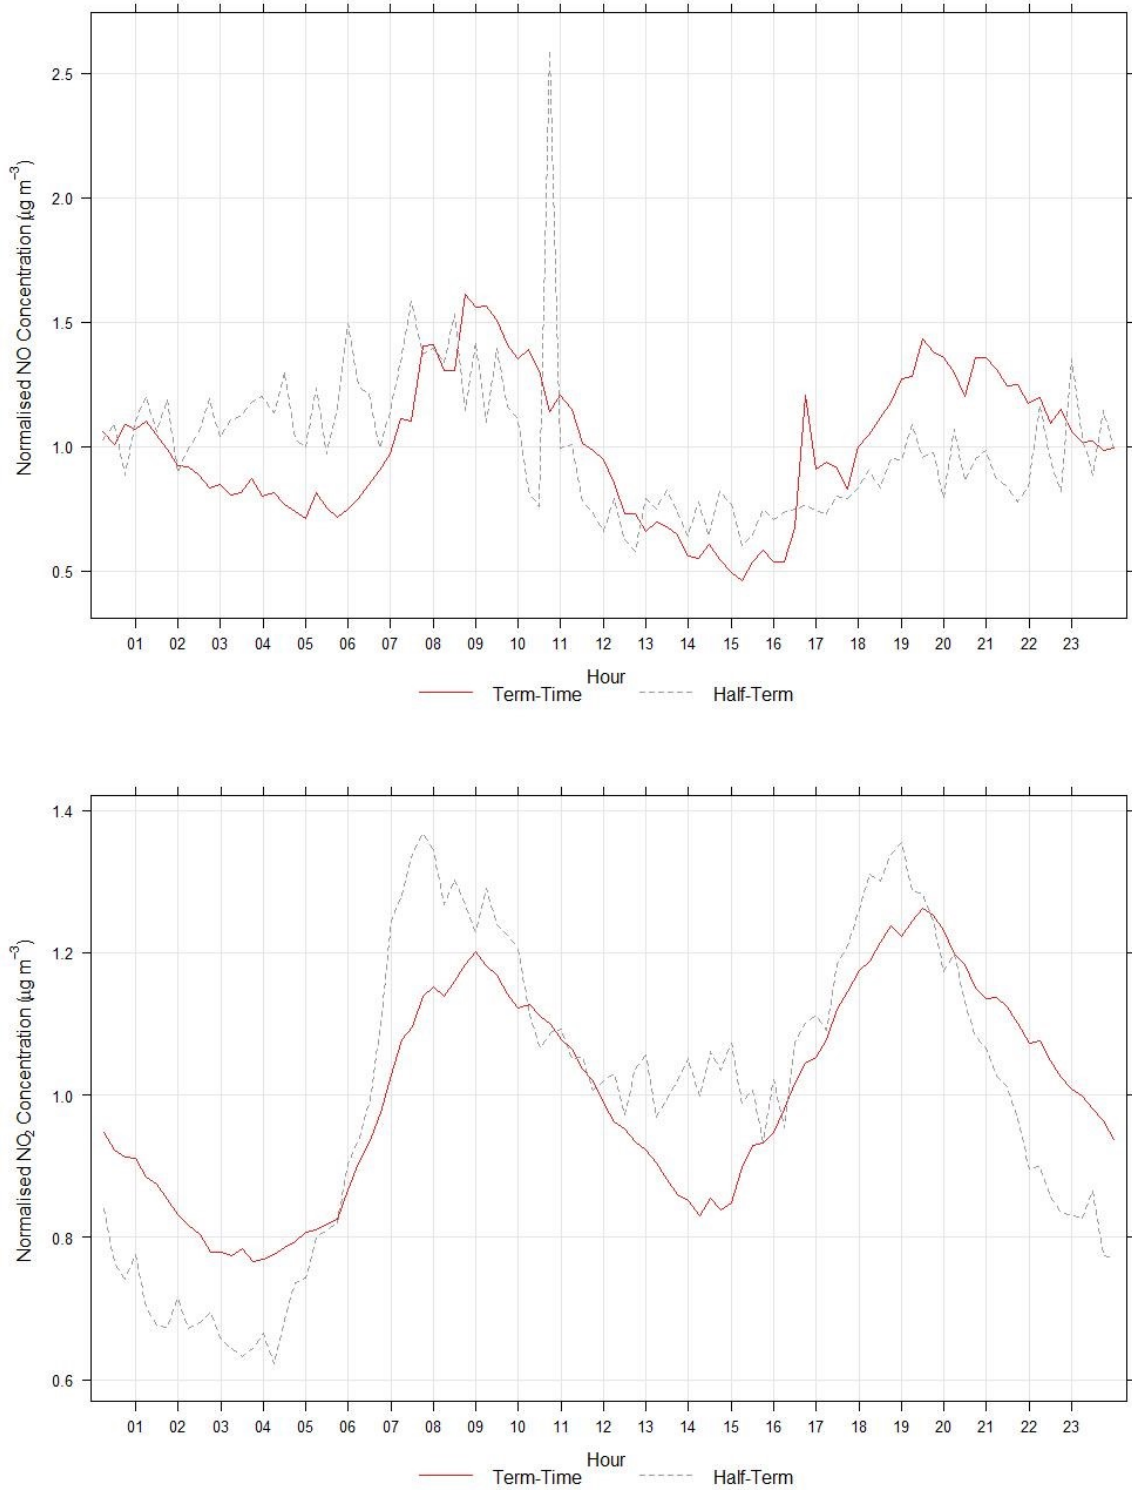 Normalised NO Concentration (µg m⁻³)
2.5
2.0
1.5
1.0
0.5
01 02 03 04 05 06 07 08 09 10 11 12 13 14 15 16 17 18 19 20 21 22 23
Hour
Term-Time Half-Term
Normalised NO₂ Concentration (µg m⁻³)
1.4
1.2
1.0
0.8
0.6
01 02 03 04 05 06 07 08 09 10 11 12 13 14 15 16 17 18 19 20 21 22 23
Hour
Term-Time Half-Term